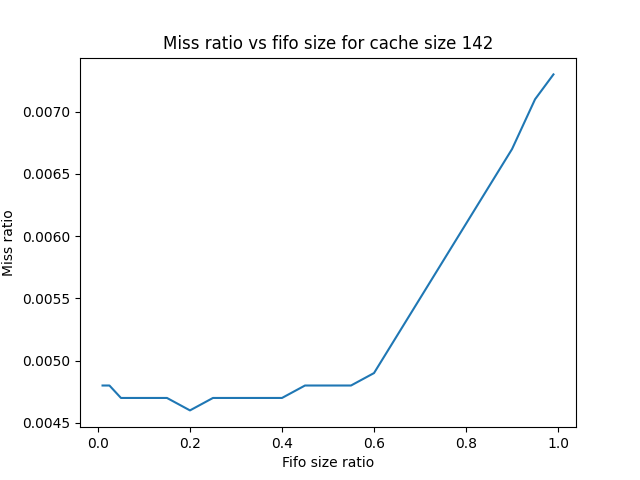 Miss ratio vs fifo size for cache size 142
Miss ratio
0.0070
0.0065
0.0060
0.0055
0.0050
0.0045
0.0 0.2 0.4 0.6 0.8 1.0
Fifo size ratio